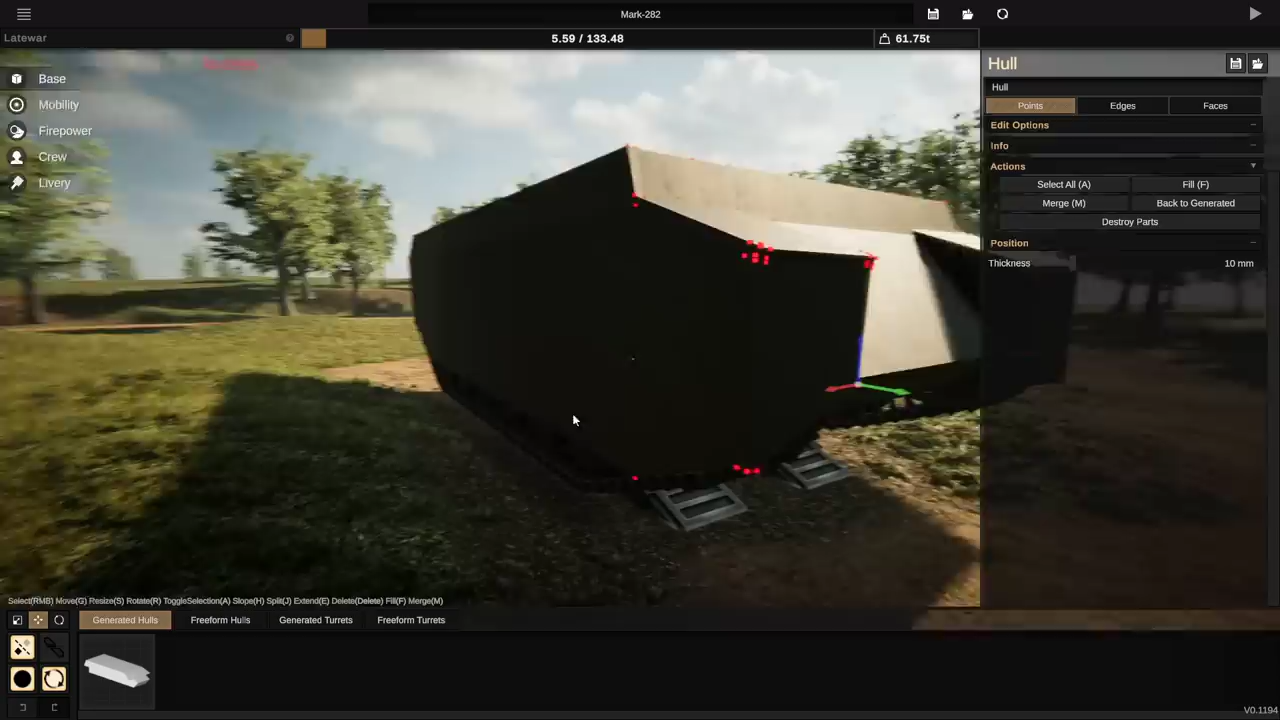 Mark-282
Latewar
5.59 / 133.48
61.75t
Hull
Base
Hull
Mobility
Points
Edges
Faces
Firepower
Edit Options
Crew
Info
Livery
Actions
Select All (A)
Fill (F)
Merge (M)
Back to Generated
Destroy Parts
Position
Thickness
10 mm
Select(RMB) Move(G) Resize(S) Rotate(R) ToggleSelection(A) Slope(H) Split(J) Extend(E) Delete(Delete) Fill(F) Merge(M)
Generated Hulls
Freeform Hulls
Generated Turrets
Freeform Turrets
V0.1194